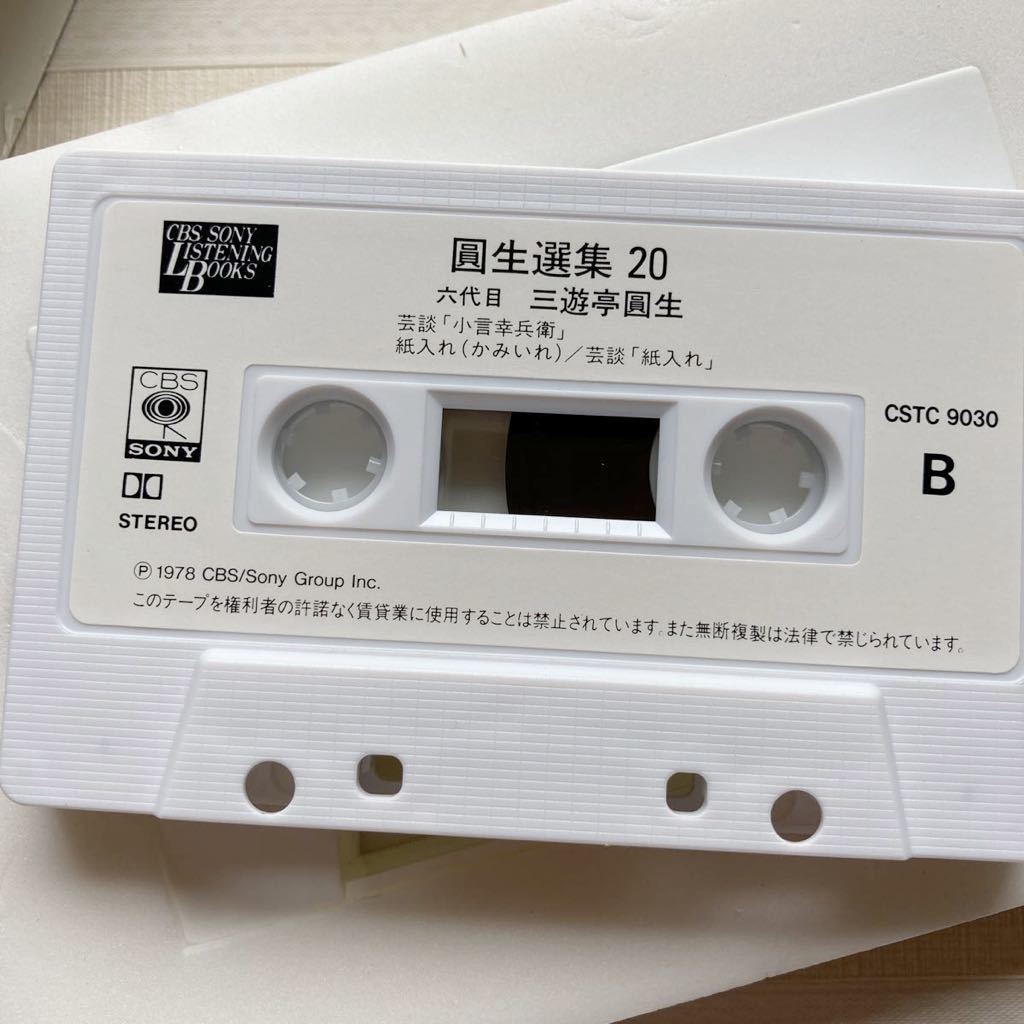 CBS SONY
LISTENING
BOOKS
圓生選集 20
六代目 三遊亭圓生
芸談「小言幸兵衛」
紙入れ(かみいれ)/芸談「紙入れ」
CBS
SONY
STEREO
CSTC 9030
B
Ⓟ 1978 CBS/Sony Group Inc.
このテープを権利者の許諾なく賃貸業に使用することは禁止されています。また無断複製は法律で禁じられています。